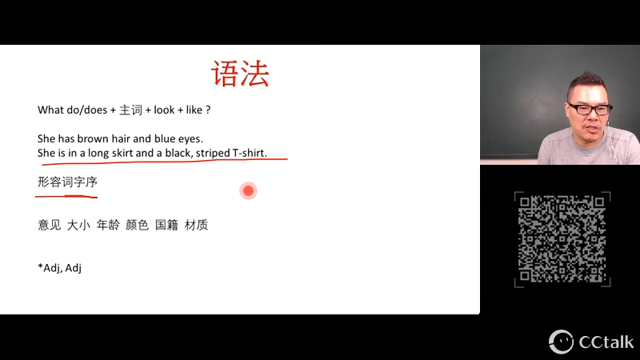 语法
What do/does + 主词 + look + like ?
She has brown hair and blue eyes.
She is in a long skirt and a black, striped T-shirt.
形容词字序
意见 大小 年龄 颜色 国籍 材质
*Adj, Adj
CCtalk